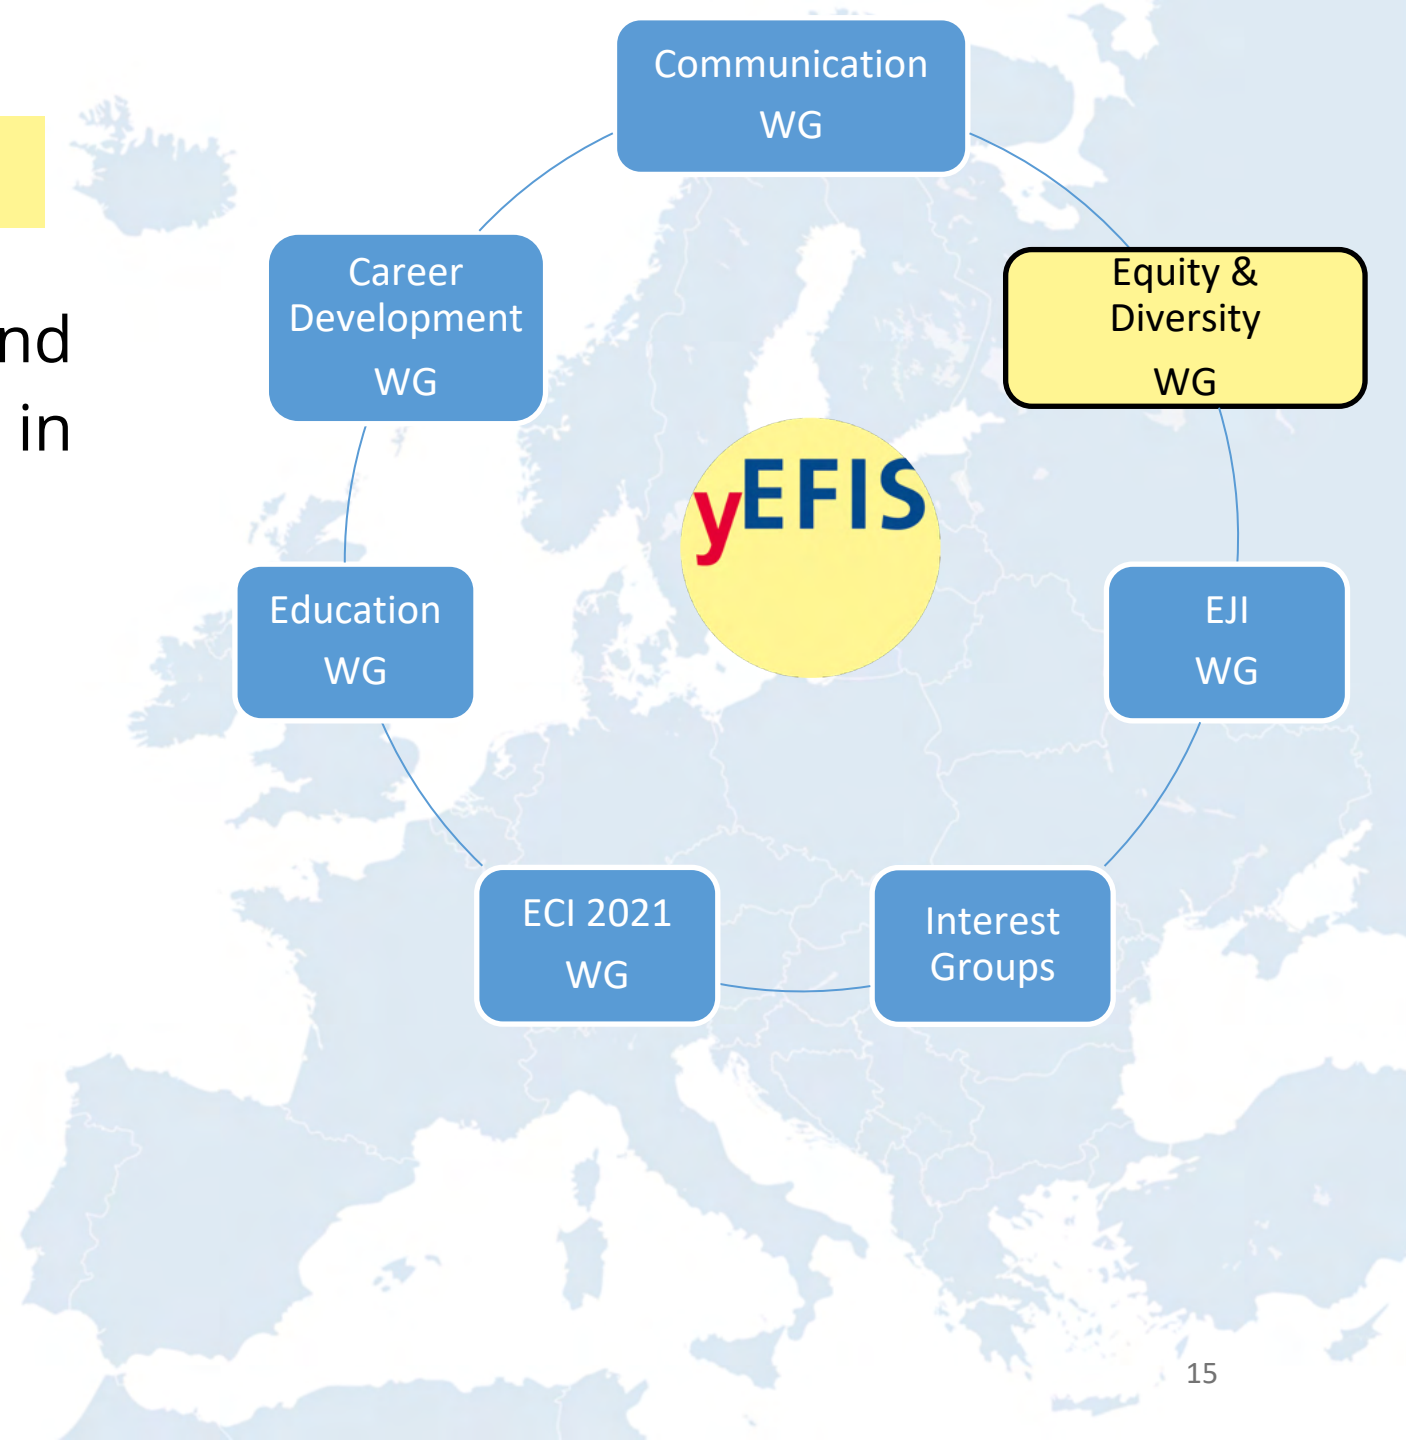 nd
in
Communication
WG
Equity &
Diversity
WG
EJI
WG
Interest
Groups
ECI 2021
WG
Education
WG
Career
Development
WG
yEFIS
15